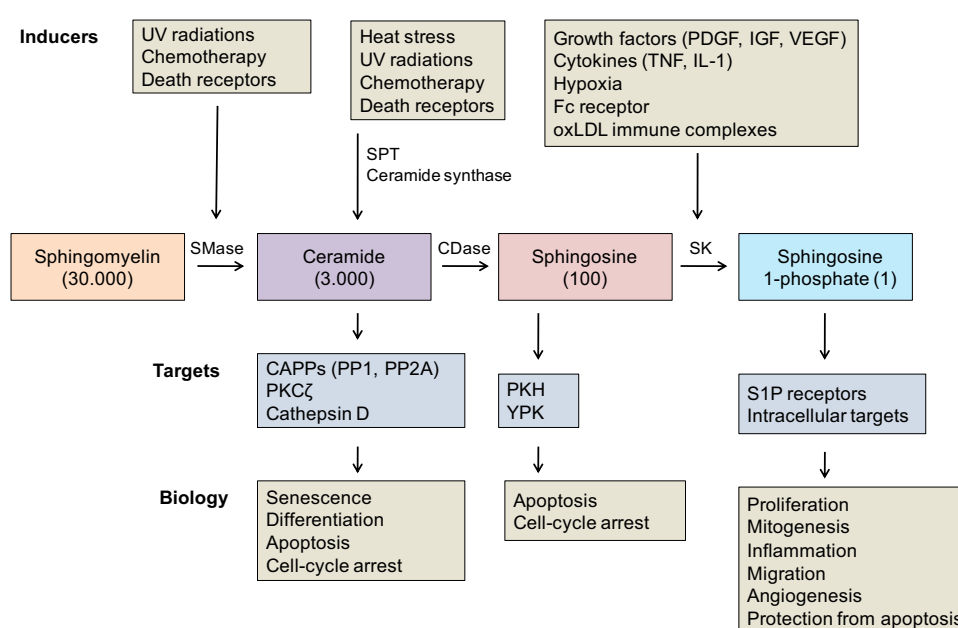 Inducers
UV radiations
Chemotherapy
Death receptors
Heat stress
UV radiations
Chemotherapy
Death receptors
Growth factors (PDGF, IGF, VEGF)
Cytokines (TNF, IL-1)
Hypoxia
Fc receptor
oxLDL immune complexes
SPT
Ceramide synthase
Sphingomyelin
(30.000)
SMase
Ceramide
(3.000)
CDase
Sphingosine
(100)
SK
Sphingosine
1-phosphate (1)
Targets
CAPPs (PP1, PP2A)
PKCζ
Cathepsin D
PKH
YPK
S1P receptors
Intracellular targets
Biology
Senescence
Differentiation
Apoptosis
Cell-cycle arrest
Apoptosis
Cell-cycle arrest
Proliferation
Mitogenesis
Inflammation
Migration
Angiogenesis
Protection from apoptosis